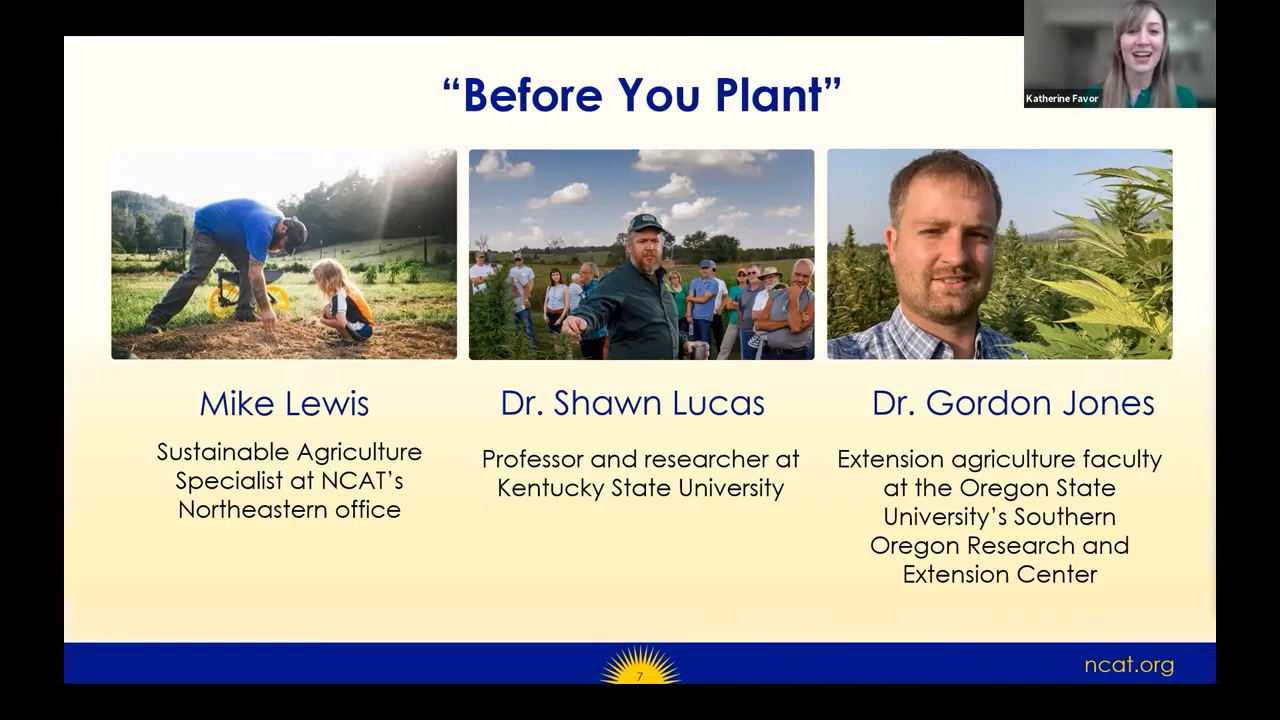 Katherine Favor
“Before You Plant”
Mike Lewis
Sustainable Agriculture
Specialist at NCAT’s
Northeastern office
Dr. Shawn Lucas
Professor and researcher at
Kentucky State University
Dr. Gordon Jones
Extension agriculture faculty
at the Oregon State
University’s Southern
Oregon Research and
Extension Center
7
ncat.org